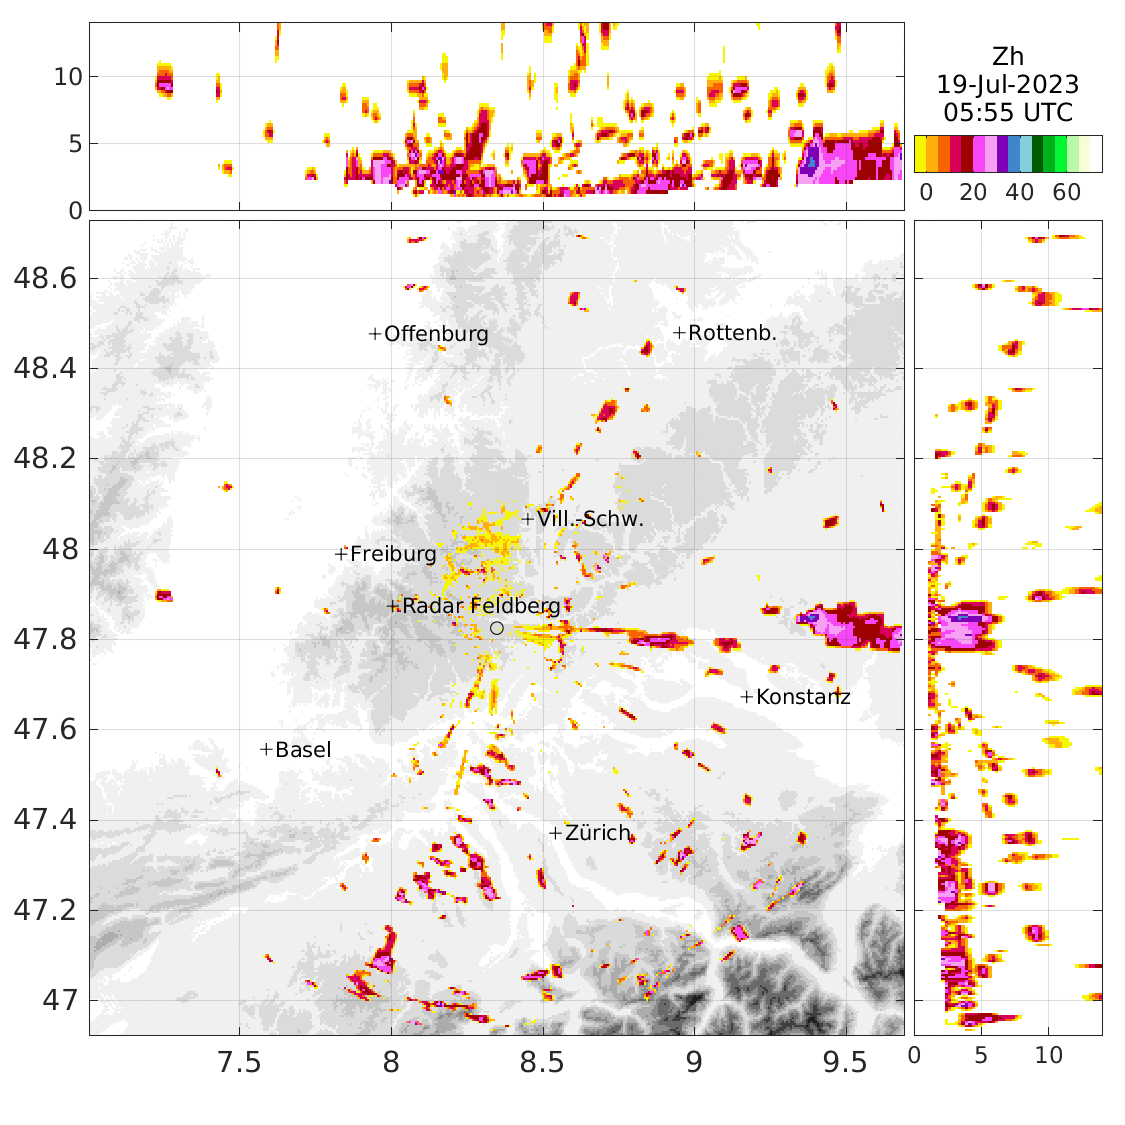 10
5
0
Zh
19-Jul-2023
05:55 UTC
0 20 40 60
48.6
48.4
48.2
48
47.8
47.6
47.4
47.2
47
+Offenburg
+Rottenb.
+Vill.-Schw.
+Freiburg
+Radar Feldberg
+Konstanz
+Basel
+Zürich
7.5 8 8.5 9 9.5
0 5 10